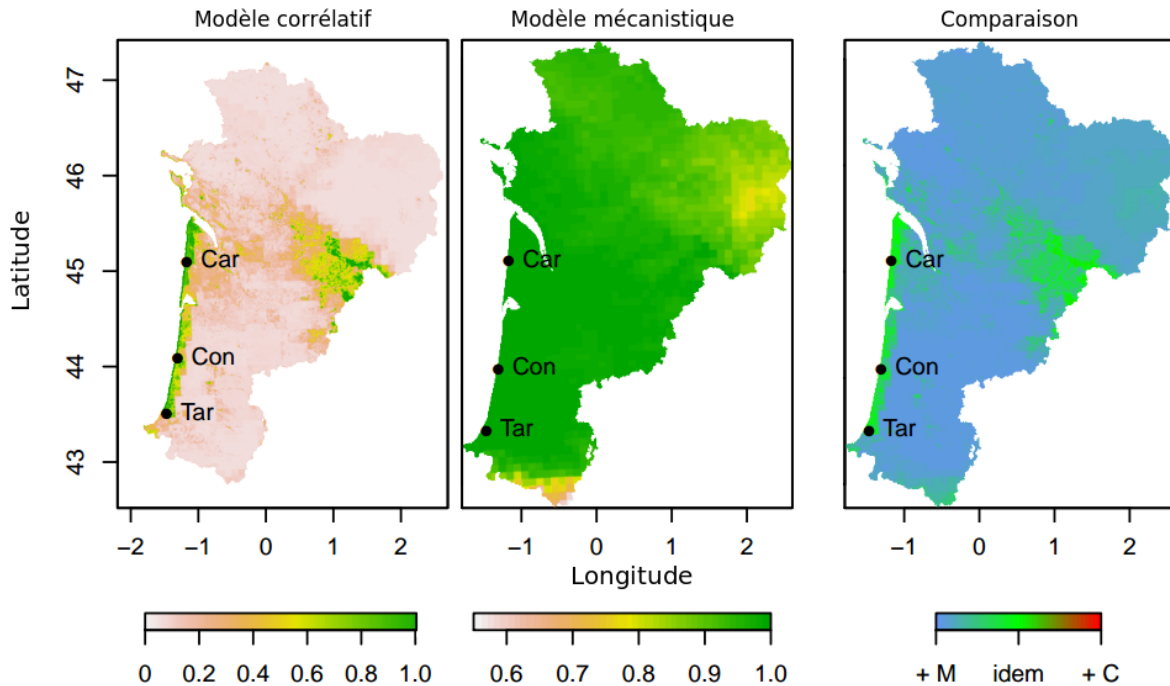 Modèle corrélatif Modèle mécanistique Comparaison
47
46
45
44
43
Latitude
Car
Con
Tar
Car
Con
Tar
Car
Con
Tar
−2 −1 0 1 2
−1 0 1 2
−1 0 1 2
Longitude
0 0.2 0.4 0.6 0.8 1.0
0.6 0.7 0.8 0.9 1.0
+ M idem + C